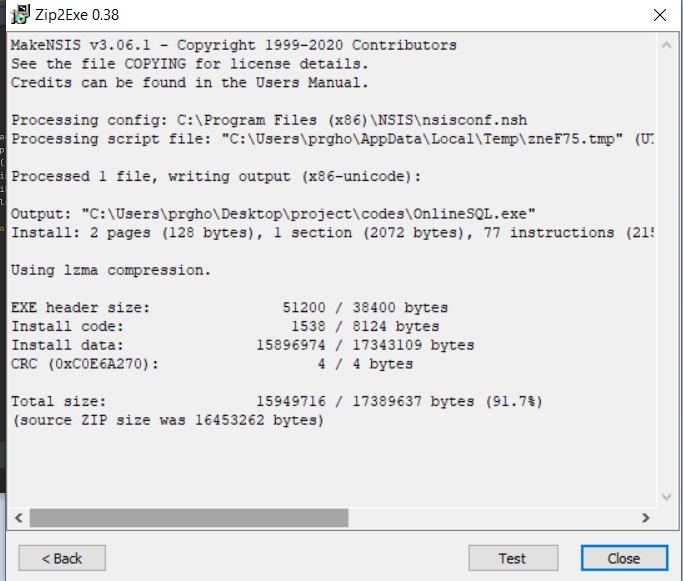 Zip2Exe 0.38
MakeNSIS v3.06.1 - Copyright 1999-2020 Contributors
See the file COPYING for license details.
Credits can be found in the Users Manual.
Processing config: C:\Program Files (x86)\NSIS\nsisconf.nsh
Processing script file: "C:\Users\prgho\AppData\Local\Temp\zneF75.tmp" (U
Processed 1 file, writing output (x86-unicode):
Output: "C:\Users\prgho\Desktop\project\codes\OnlineSQL.exe"
Install: 2 pages (128 bytes), 1 section (2072 bytes), 77 instructions (215
Using lzma compression.
EXE header size: 51200 / 38400 bytes
Install code: 1538 / 8124 bytes
Install data: 15896974 / 17343109 bytes
CRC (0xC0E6A270): 4 / 4 bytes
Total size: 15949716 / 17389637 bytes (91.7%)
(source ZIP size was 16453262 bytes)
< Back
Test
Close